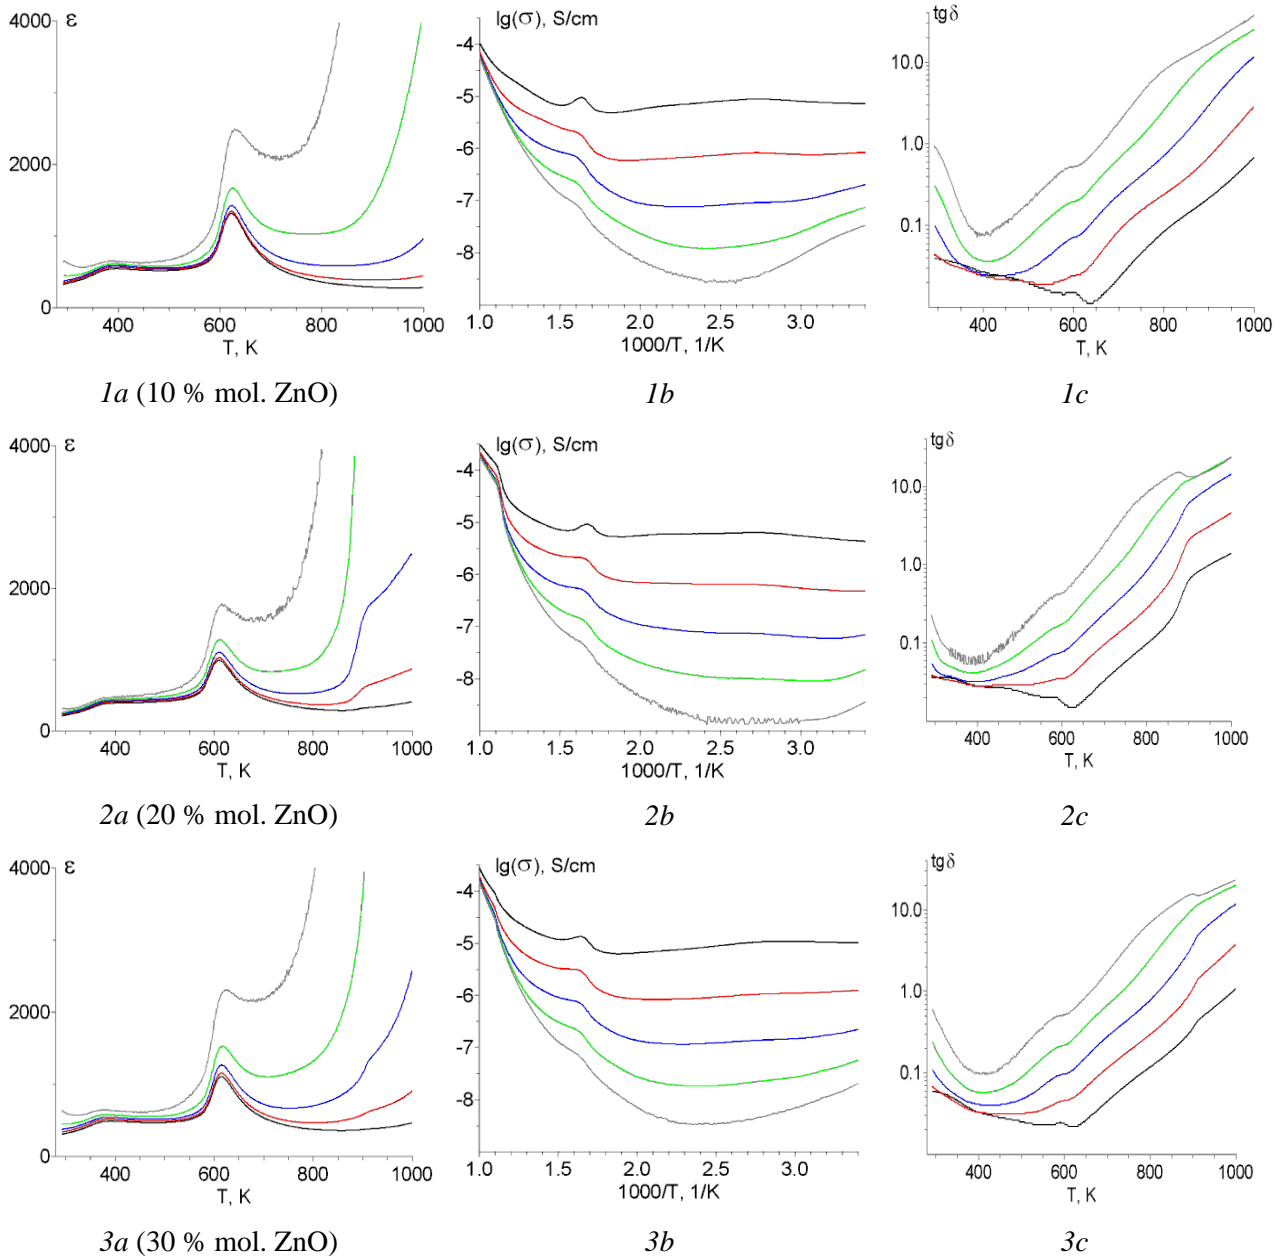 4000 ε
2000
0
400 600 800 1000
T, K
lg(σ), S/cm
-4
-5
-6
-7
-8
1.0 1.5 2.0 2.5 3.0
1000/T, 1/K
tg δ
10.0
1.0
0.1
400 600 800 1000
T, K
1a (10 % mol. ZnO) 1b 1c
4000 ε
2000
0
400 600 800 1000
T, K
lg(σ), S/cm
-4
-5
-6
-7
-8
1.0 1.5 2.0 2.5 3.0
1000/T, 1/K
tg δ
10.0
1.0
0.1
400 600 800 1000
T, K
2a (20 % mol. ZnO) 2b 2c
4000 ε
2000
0
400 600 800 1000
T, K
lg(σ), S/cm
-4
-5
-6
-7
-8
1.0 1.5 2.0 2.5 3.0
1000/T, 1/K
tg δ
10.0
1.0
0.1
400 600 800 1000
T, K
3a (30 % mol. ZnO) 3b 3c